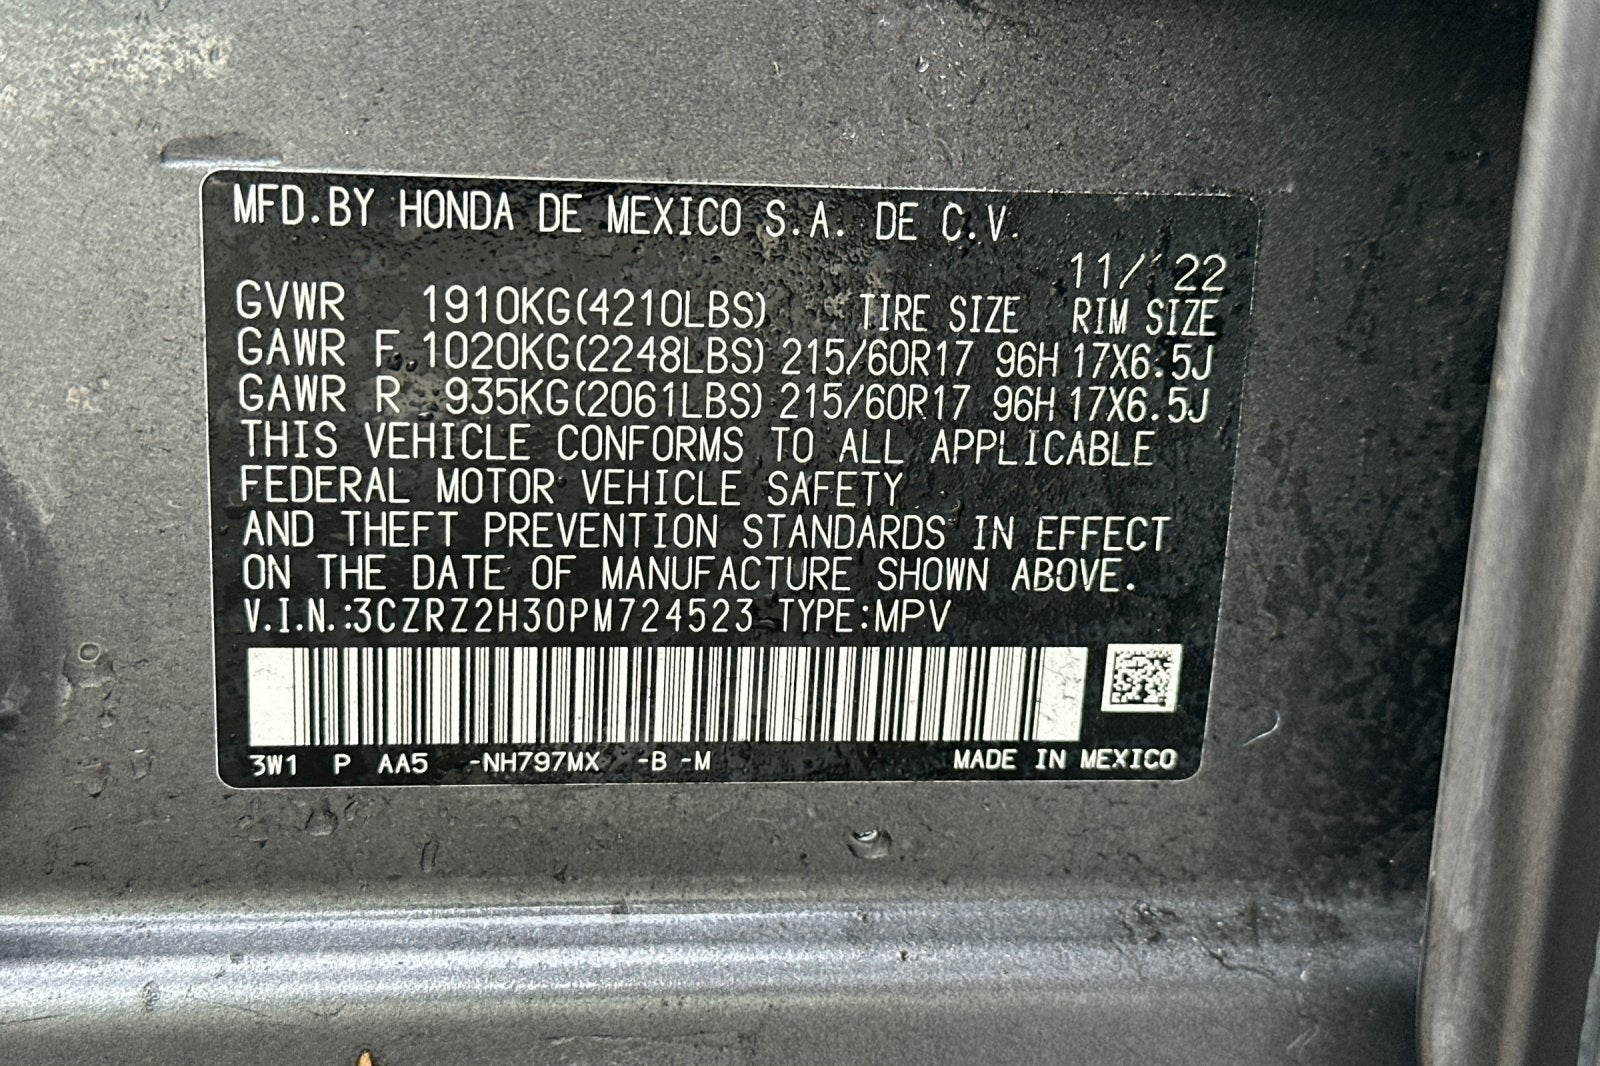 MFD.BY HONDA DE MEXICO S.A. DE C.V.
11/'22
GVWR 1910KG(4210LBS) TIRE SIZE RIM SIZE
GAWR F 1020KG(2248LBS) 215/60R17 96H 17X6.5J
GAWR R 935KG(2061LBS) 215/60R17 96H 17X6.5J
THIS VEHICLE CONFORMS TO ALL APPLICABLE
FEDERAL MOTOR VEHICLE SAFETY
AND THEFT PREVENTION STANDARDS IN EFFECT
ON THE DATE OF MANUFACTURE SHOWN ABOVE.
V.I.N.:3CZRZ2H30PM724523 TYPE:MPV
3W1 P AA5 -NH797MX -B -M MADE IN MEXICO